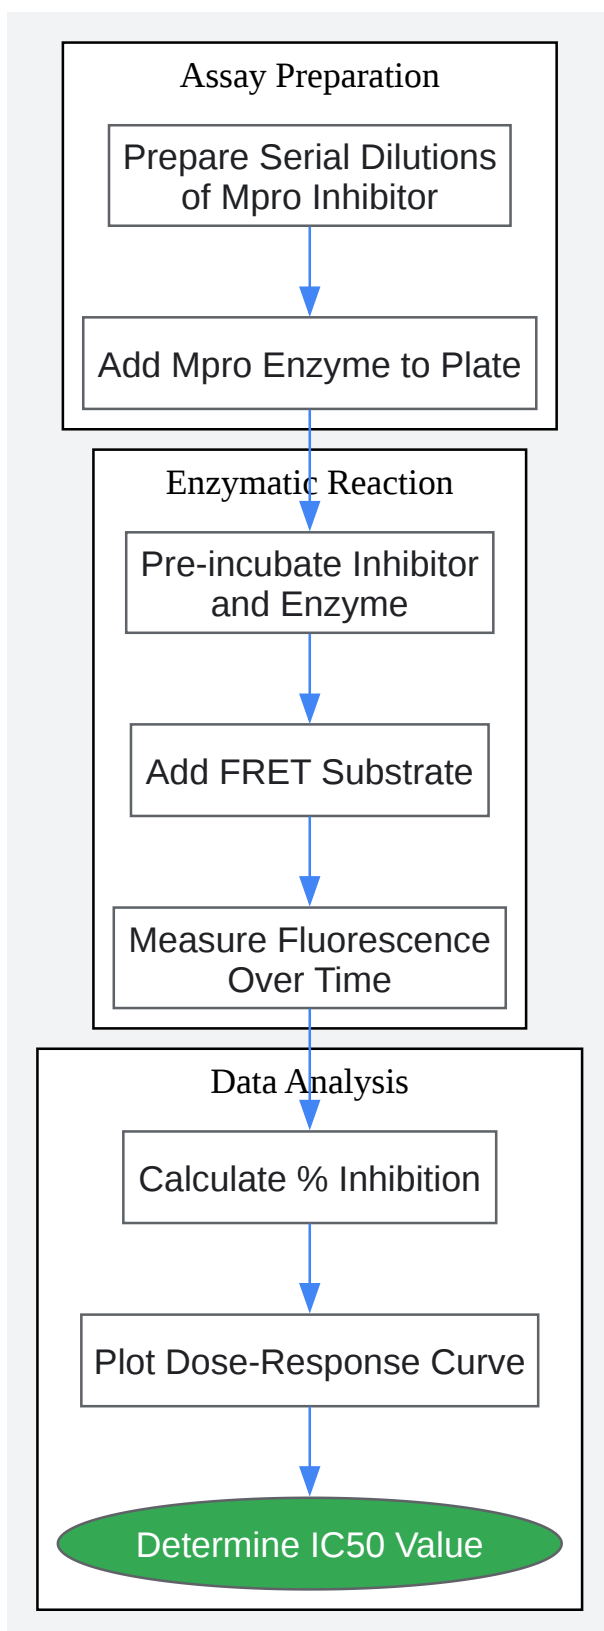 Assay Preparation
Prepare Serial Dilutions
of Mpro Inhibitor
Add Mpro Enzyme to Plate
Enzymatic Reaction
Pre-incubate Inhibitor
and Enzyme
Add FRET Substrate
Measure Fluorescence
Over Time
Data Analysis
Calculate % Inhibition
Plot Dose-Response Curve
Determine IC50 Value